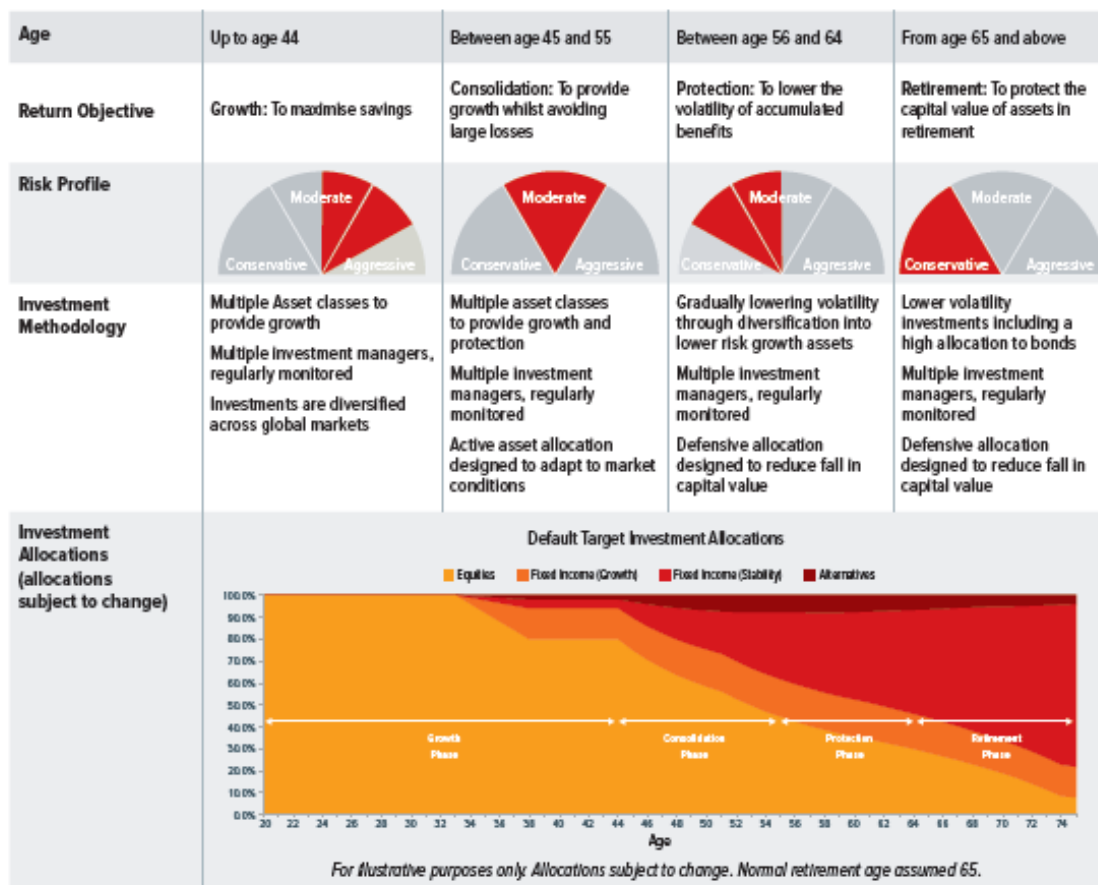 Age
Up to age 44
Between age 45 and 55
Between age 56 and 64
From age 65 and above
Return Objective
Growth: To maximise savings
Consolidation: To provide
growth whilst avoiding
large losses
Protection: To lower the
volatility of accumulated
benefits
Retirement: To protect the
capital value of assets in
retirement
Risk Profile
Moderate
Conservative
Aggressive
Moderate
Conservative
Aggressive
Moderate
Conservative
Aggressive
Moderate
Conservative
Aggressive
Investment
Methodology
Multiple Asset classes to
provide growth
Multiple investment managers,
regularly monitored
Investments are diversified
across global markets
Multiple asset classes
to provide growth and
protection
Multiple investment
managers, regularly
monitored
Active asset allocation
designed to adapt to market
conditions
Gradually lowering volatility
through diversification into
lower risk growth assets
Multiple investment
managers, regularly
monitored
Defensive allocation
designed to reduce fall in
capital value
Lower volatility
investments including a
high allocation to bonds
Multiple investment
managers, regularly
monitored
Defensive allocation
designed to reduce fall in
capital value
Investment
Allocations
(allocations
subject to change)
Default Target Investment Allocations
Equities Fixed Income (Growth) Fixed Income (Stability) Alternatives
100.0%
90.0%
80.0%
70.0%
60.0%
50.0%
40.0%
30.0%
20.0%
10.0%
0.0%
Growth
Phase
Consolidation
Phase
Protection
Phase
Retirement
Phase
20 22 24 26 28 30 32 34 36 38 40 42 44 46 48 50 52 54 56 58 60 62 64 66 68 70 72 74
Age
For illustrative purposes only. Allocations subject to change. Normal retirement age assumed 65.